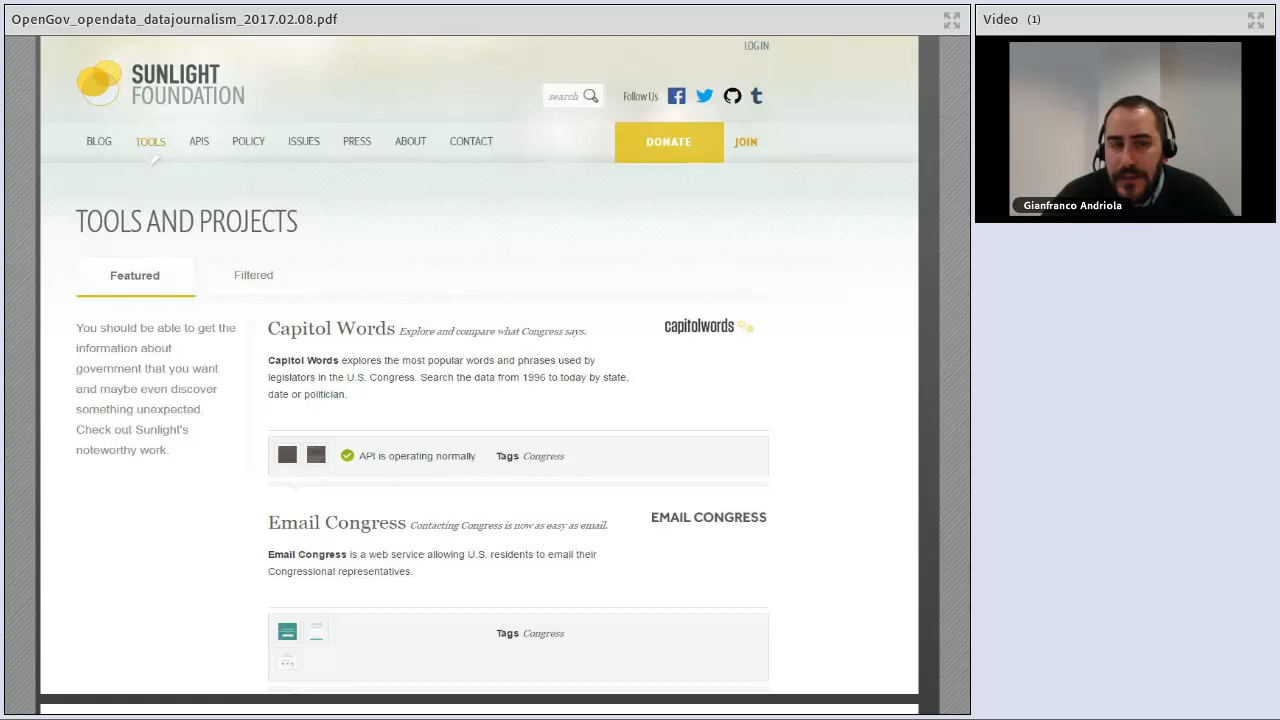 OpenGov_opendata_datajournalism_2017.02.08.pdf
Video (1)
LOG IN
SUNLIGHT
FOUNDATION
search
Follow Us
BLOG TOOLS APIS POLICY ISSUES PRESS ABOUT CONTACT DONATE JOIN
Gianfranco Andriola
TOOLS AND PROJECTS
Featured Filtered
You should be able to get the
information about
government that you want
and maybe even discover
something unexpected.
Check out Sunlight's
noteworthy work.
Capitol Words Explore and compare what Congress says.
capitolwords
Capitol Words explores the most popular words and phrases used by
legislators in the U.S. Congress. Search the data from 1996 to today by state,
date or politician.
API is operating normally Tags Congress
Email Congress Contacting Congress is now as easy as email.
EMAIL CONGRESS
Email Congress is a web service allowing U.S. residents to email their
Congressional representatives.
Tags Congress